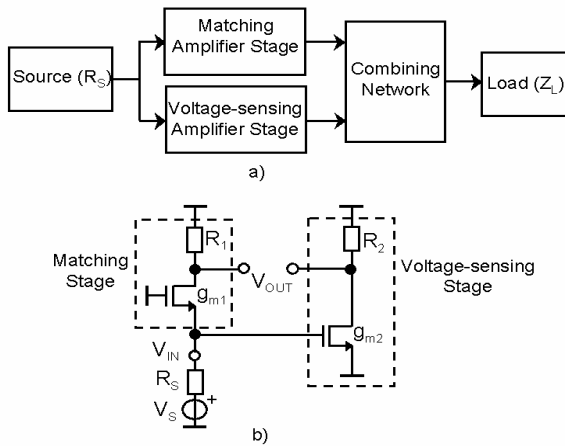 Source (RS)
Matching
Amplifier Stage
Voltage-sensing
Amplifier Stage
Combining
Network
Load (ZL)
a)
Matching
Stage
R1
gm1
VOUT
R2
gm2
Voltage-sensing
Stage
VIN
RS
VS
+
b)